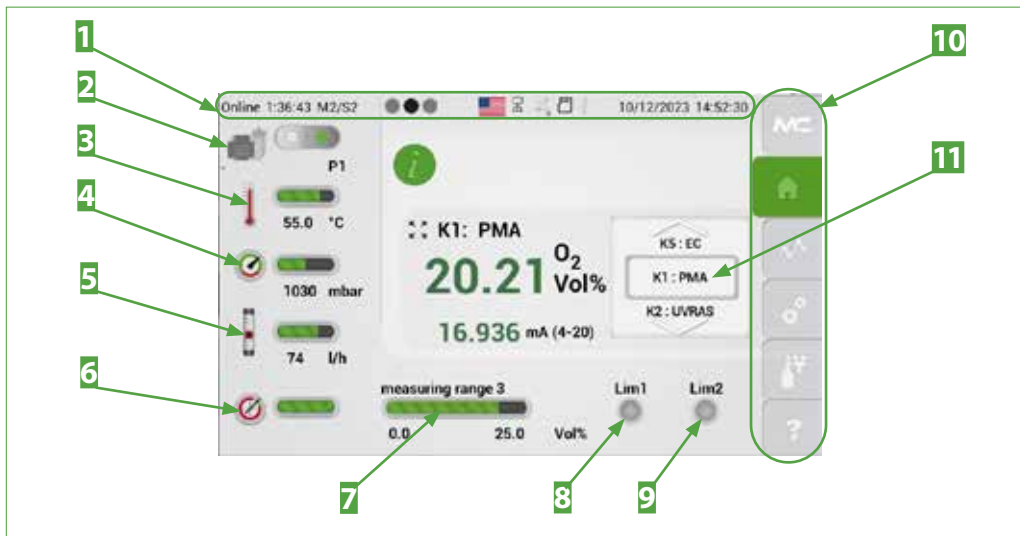 1
2
3
4
5
6
7
8
9
10
11
Online 1:36:43 M2/S2
10/12/2023 14:52:30
MC
P1
55.0 °C
1030 mbar
74 l/h
i
K1: PMA
20.21 O2 Vol%
16.936 mA (4-20)
K5 : EC
K1 : PMA
K2 : UVRAS
measuring range 3
0.0 25.0 Vol%
Lim1 Lim2
?